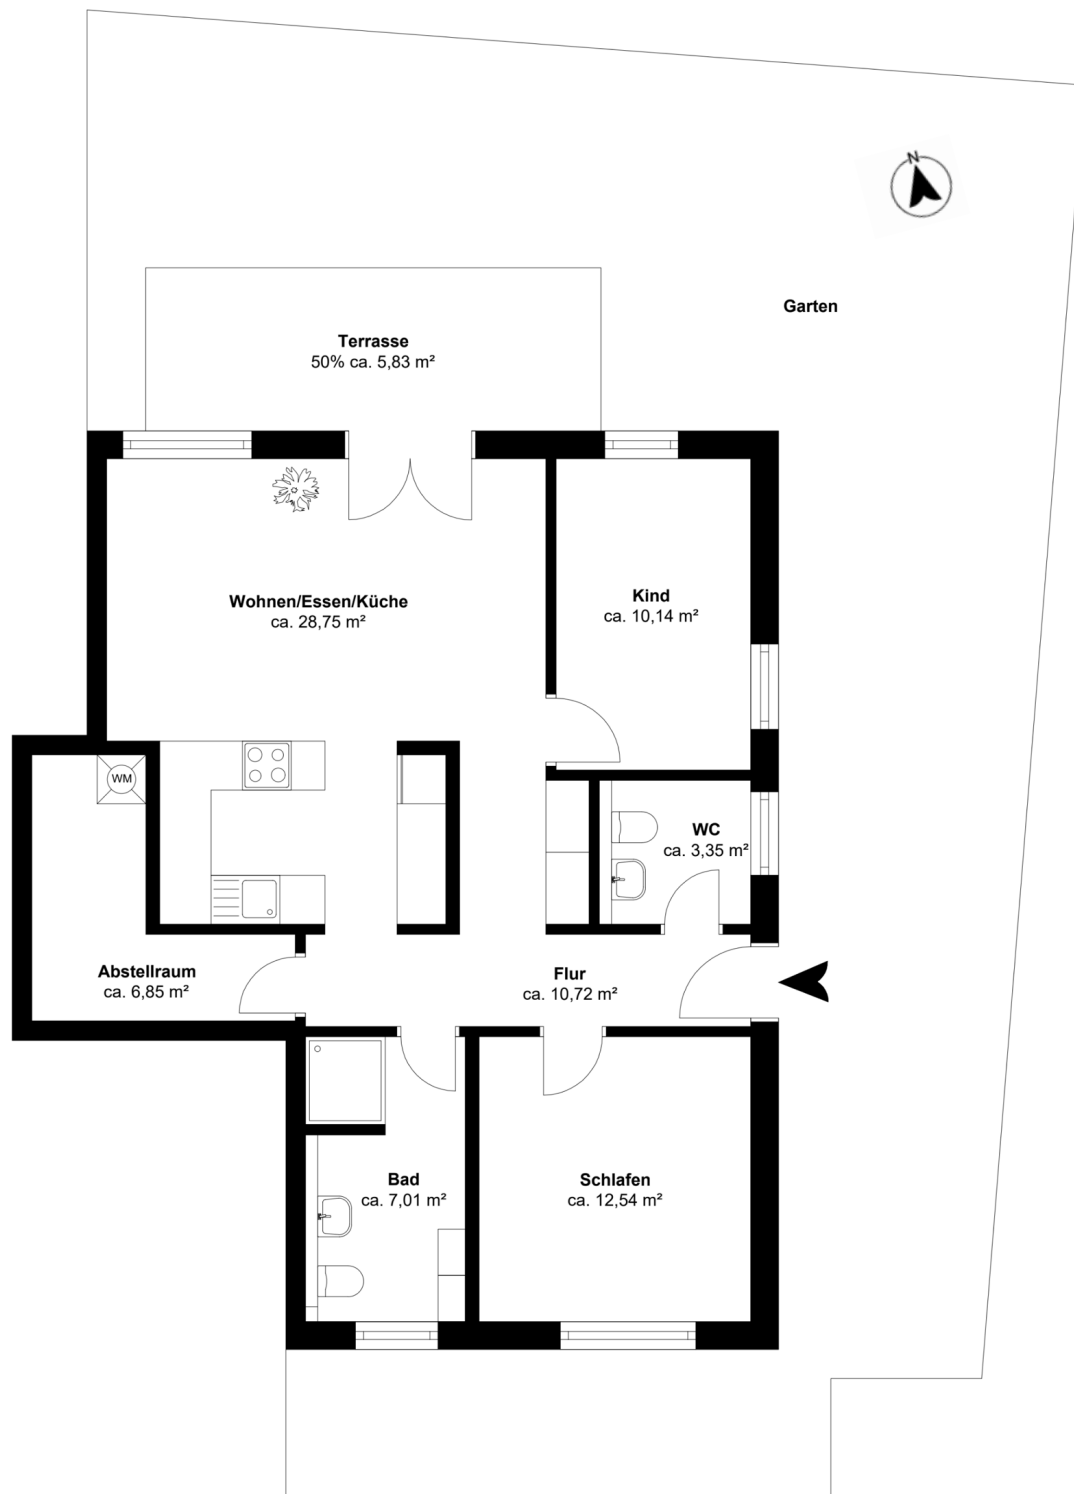 N
Garten
Terrasse
50% ca. 5,83 m²
Wohnen/Essen/Küche
ca. 28,75 m²
Kind
ca. 10,14 m²
WM
WC
ca. 3,35 m²
Abstellraum
ca. 6,85 m²
Flur
ca. 10,72 m²
Bad
ca. 7,01 m²
Schlafen
ca. 12,54 m²